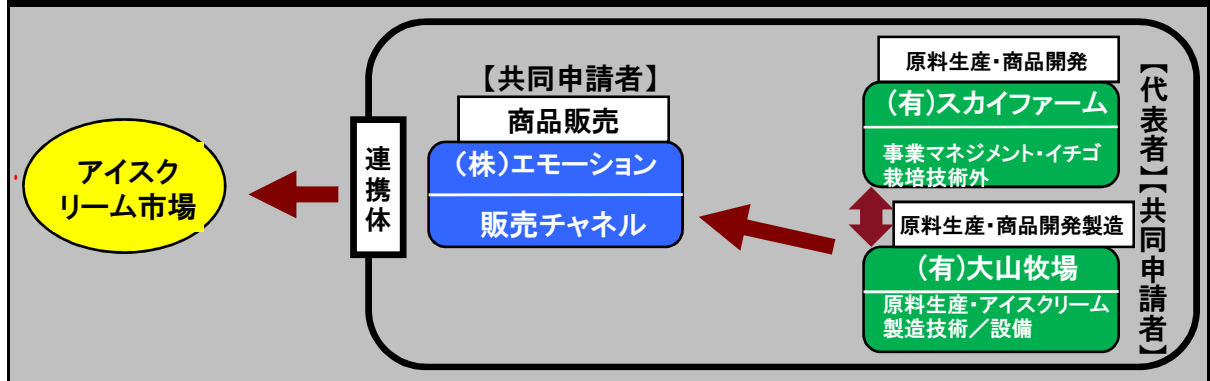 アイスク
リーム市場
連携体
【共同申請者】
商品販売
(株)エモーション
販売チャネル
原料生産・商品開発
(有)スカイファーム
事業マネジメント・イチゴ
栽培技術外
【代表者】
原料生産・商品開発製造
(有)大山牧場
原料生産・アイスクリーム
製造技術／設備
【共同申請者】